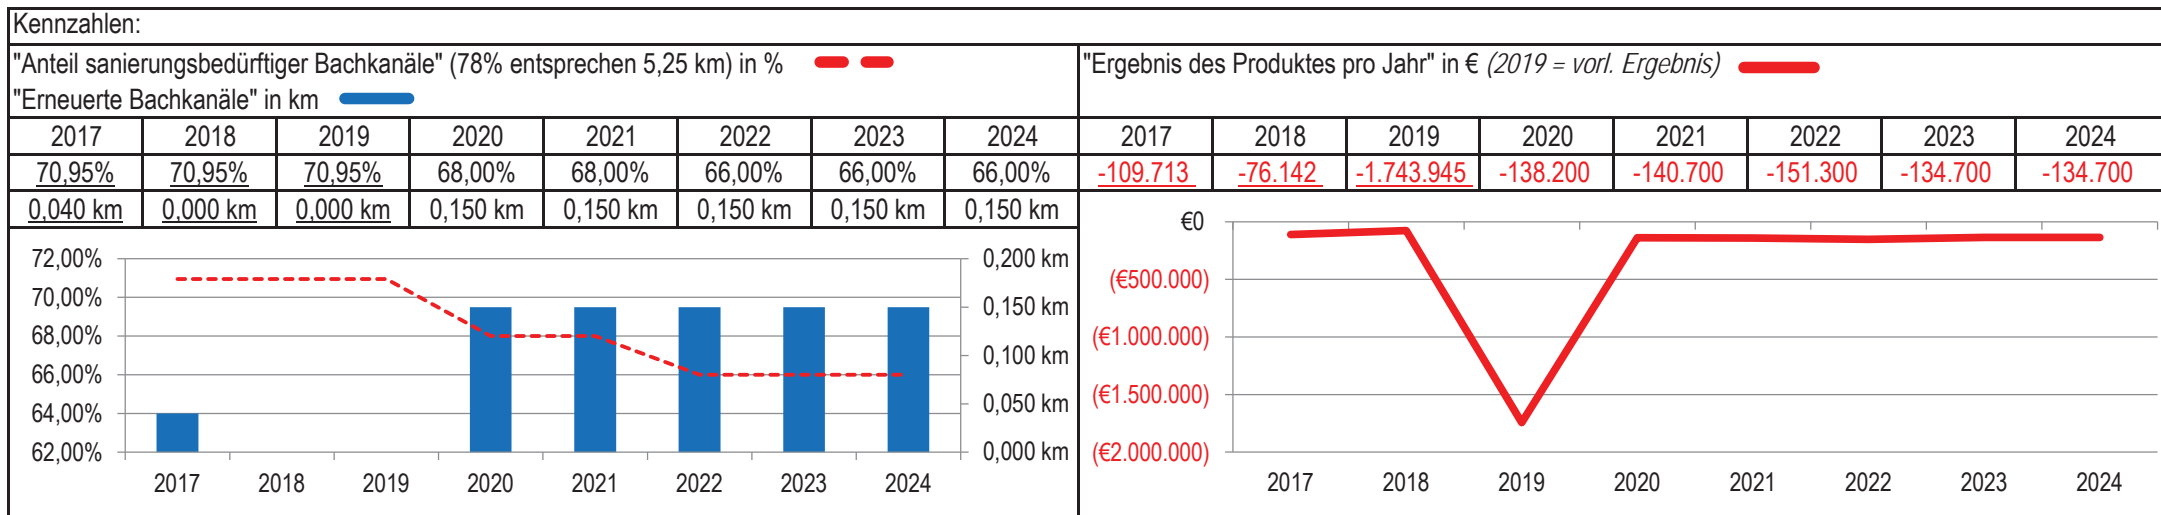 Kennzahlen:
"Anteil sanierungsbedürftiger Bachkanäle" (78% entsprechen 5,25 km) in %
"Erneuerte Bachkanäle" in km
2017 2018 2019 2020 2021 2022 2023 2024
70,95% 70,95% 70,95% 68,00% 68,00% 66,00% 66,00% 66,00%
0,040 km 0,000 km 0,000 km 0,150 km 0,150 km 0,150 km 0,150 km 0,150 km
72,00%
70,00%
68,00%
66,00%
64,00%
62,00%
0,200 km
0,150 km
0,100 km
0,050 km
0,000 km
2017 2018 2019 2020 2021 2022 2023 2024
"Ergebnis des Produktes pro Jahr" in € (2019 = vorl. Ergebnis)
2017 2018 2019 2020 2021 2022 2023 2024
-109.713 -76.142 -1.743.945 -138.200 -140.700 -151.300 -134.700 -134.700
€0
(€500.000)
(€1.000.000)
(€1.500.000)
(€2.000.000)
2017 2018 2019 2020 2021 2022 2023 2024